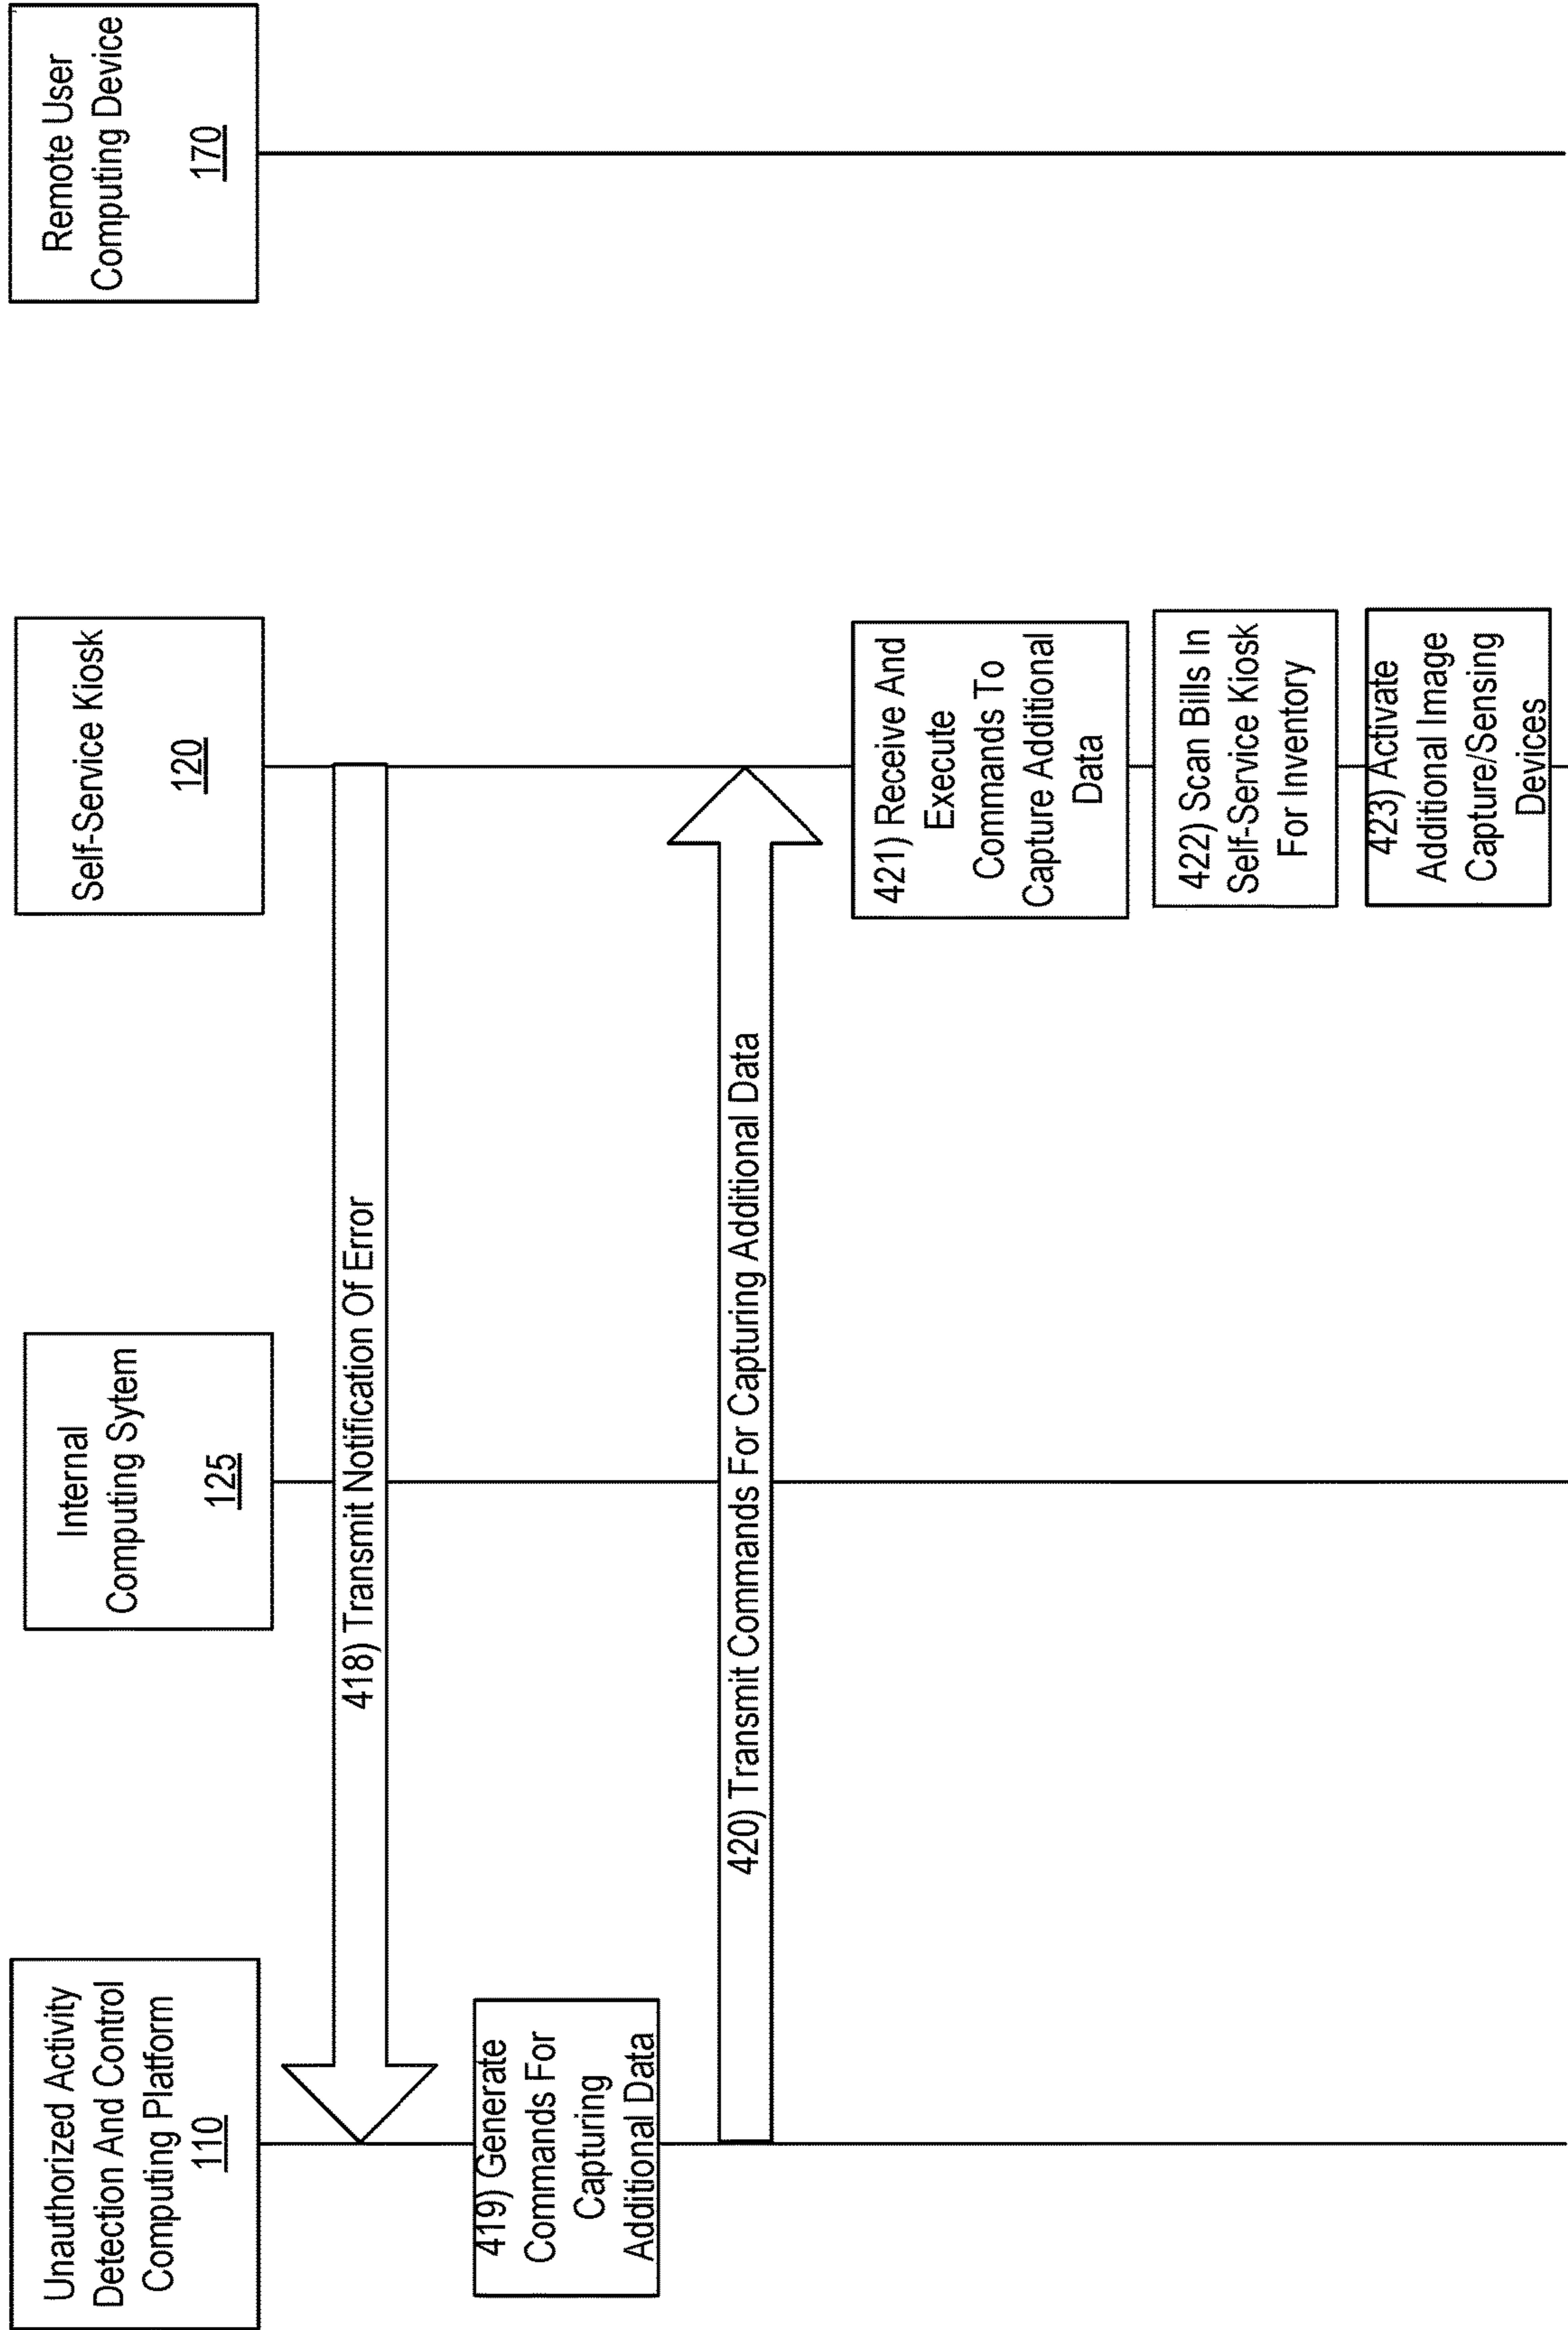 Unauthorized Activity
Detection And Control
Computing Platform
110
Internal
Computing Sytem
125
Self-Service Kiosk
120
Remote User
Computing Device
170
418) Transmit Notification Of Error
419) Generate
Commands For
Capturing
Additional Data
420) Transmit Commands For Capturing Additional Data
421) Receive And
Execute
Commands To
Capture Additional
Data
422) Scan Bills In
Self-Service Kiosk
For Inventory
423) Activate
Additional Image
Capture/Sensing
Devices